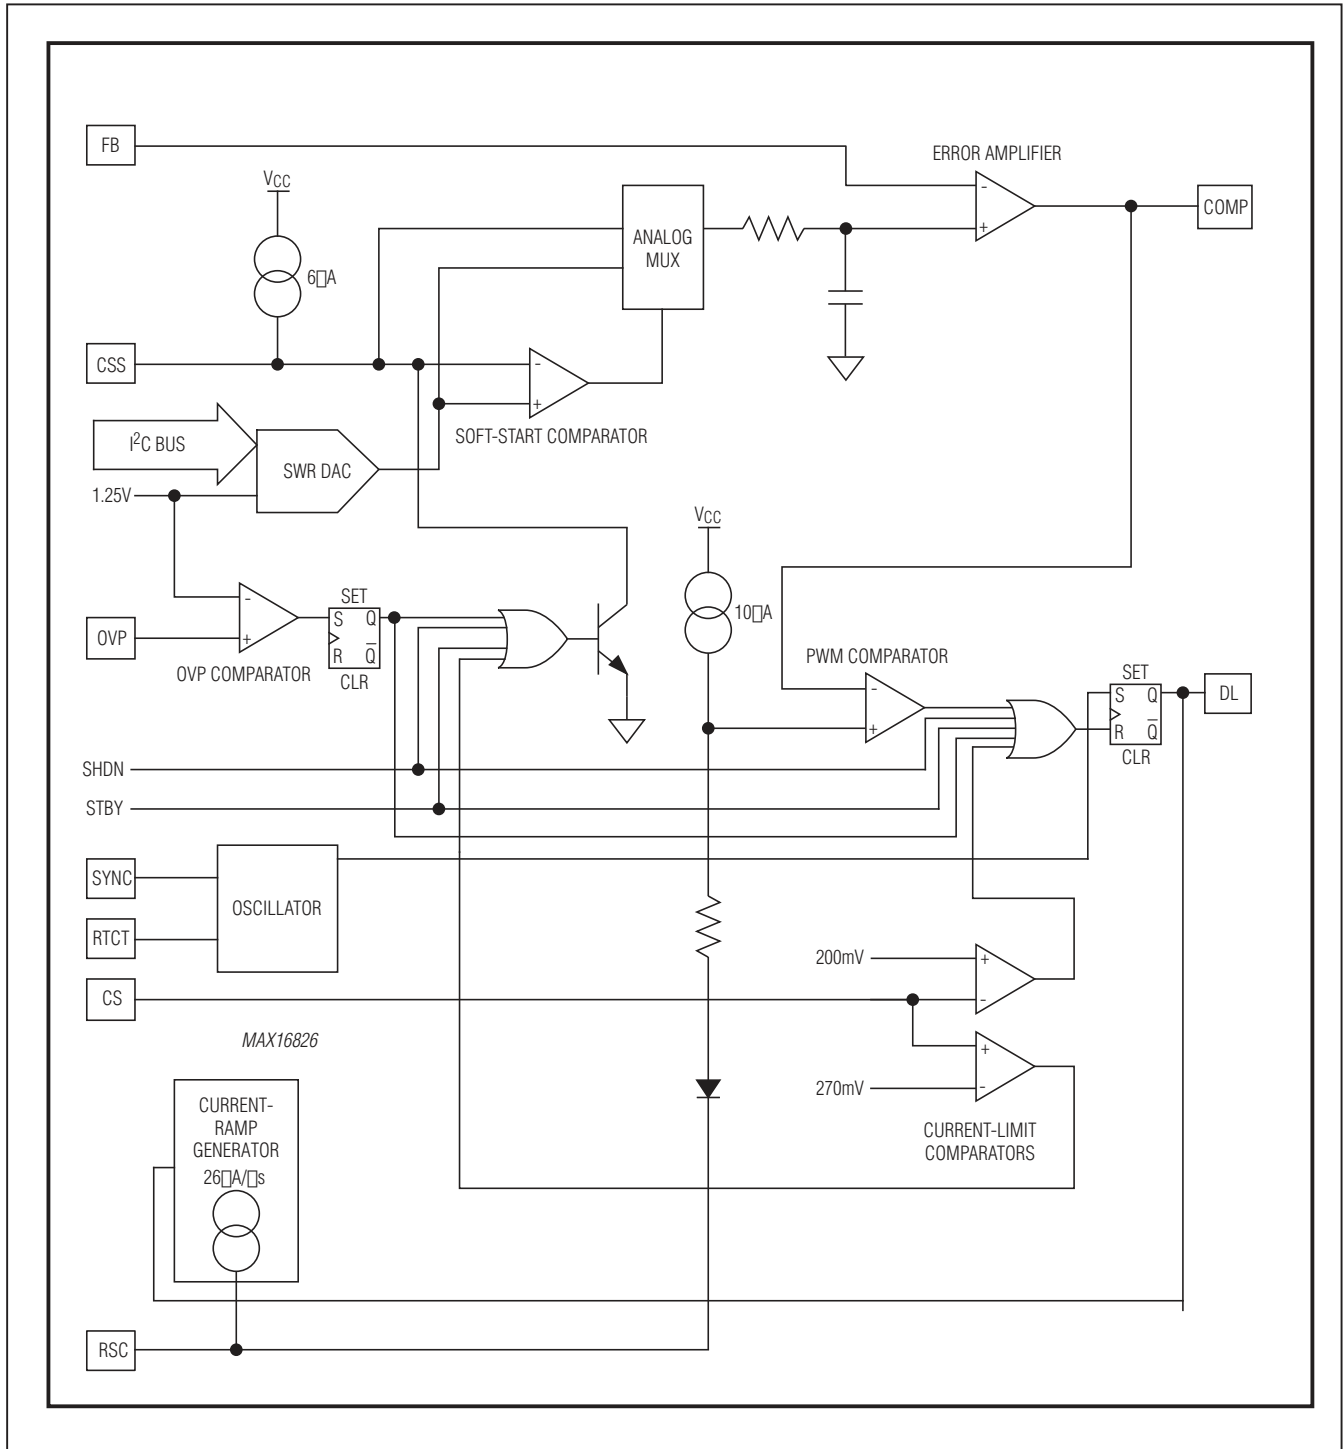 FB
ERROR AMPLIFIER
VCC
-
COMP
+
ANALOG
MUX
6□A
CSS
-
+
SOFT-START COMPARATOR
I2C BUS
SWR DAC
1.25V
VCC
SET
-
S Q
10□A
OVP
+
R Q̅
OVP COMPARATOR
CLR
PWM COMPARATOR
SET
-
S Q
DL
+
R Q̅
CLR
SHDN
STBY
SYNC
OSCILLATOR
RTCT
200mV
+
CS
-
MAX16826
+
270mV
-
CURRENT-
RAMP
GENERATOR
26□A/□s
CURRENT-LIMIT
COMPARATORS
RSC